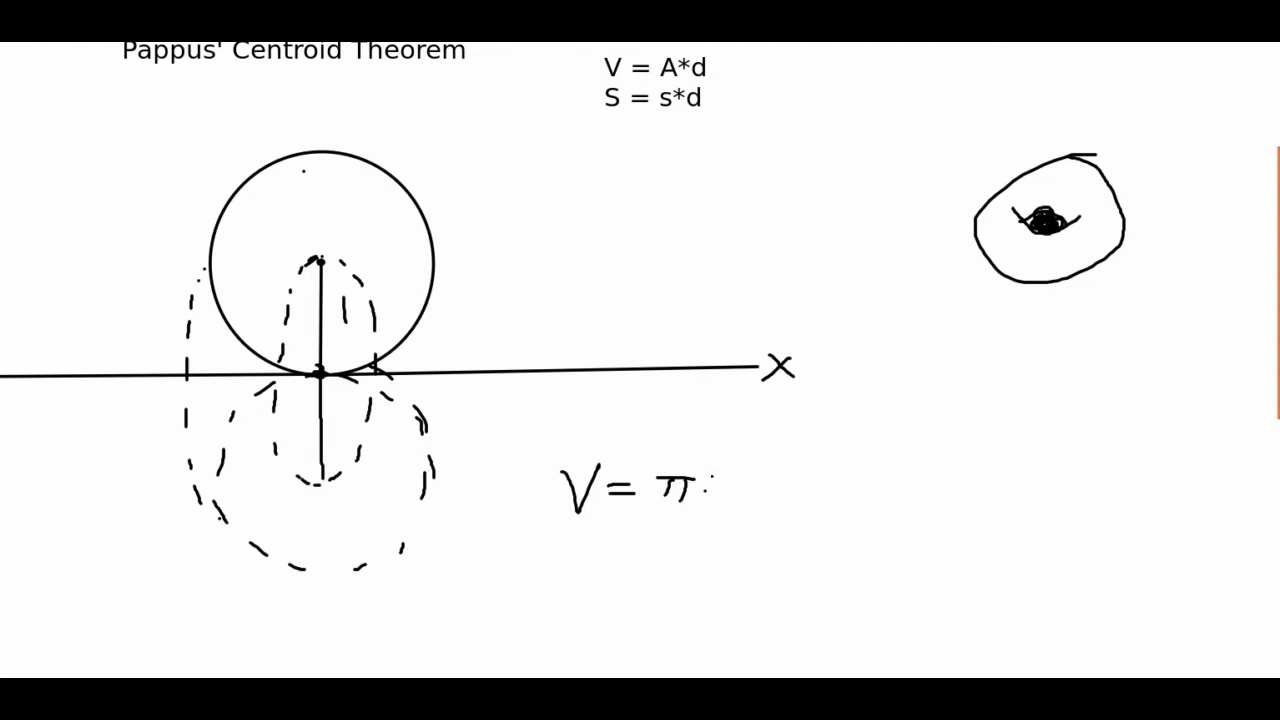 Pappus' Centroid Theorem
V = A*d
S = s*d
X
V = π